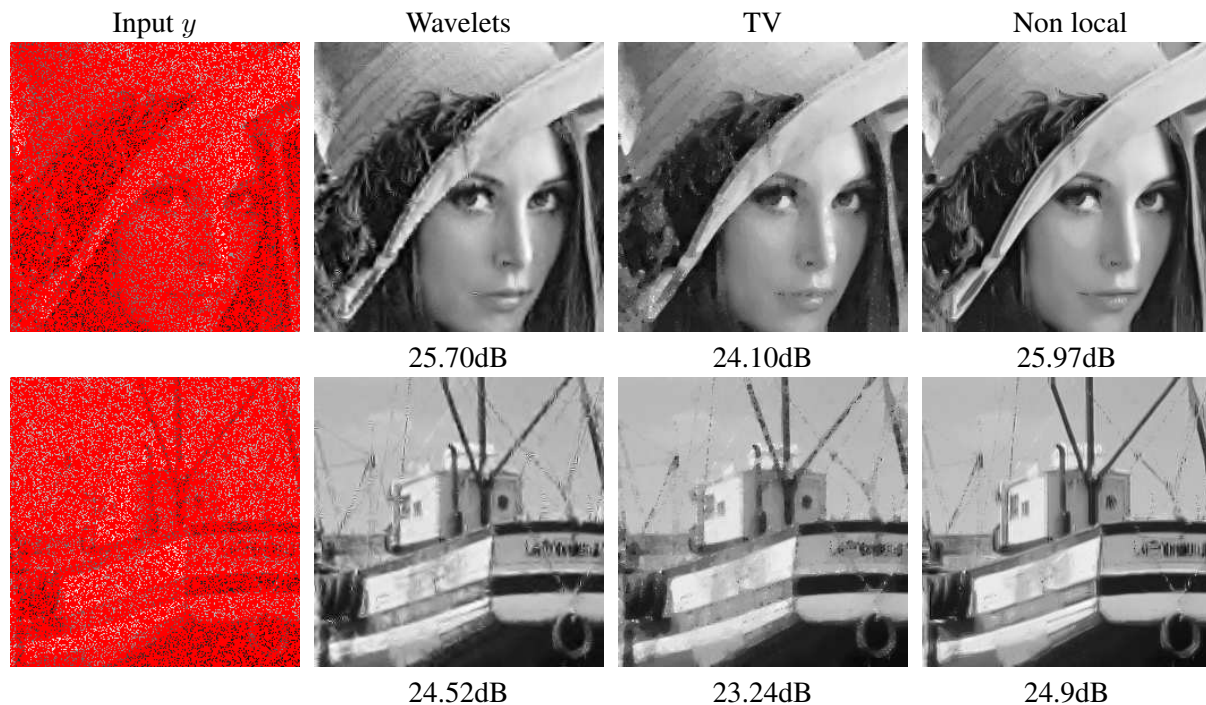 Input y Wavelets TV Non local
25.70dB 24.10dB 25.97dB
24.52dB 23.24dB 24.9dB